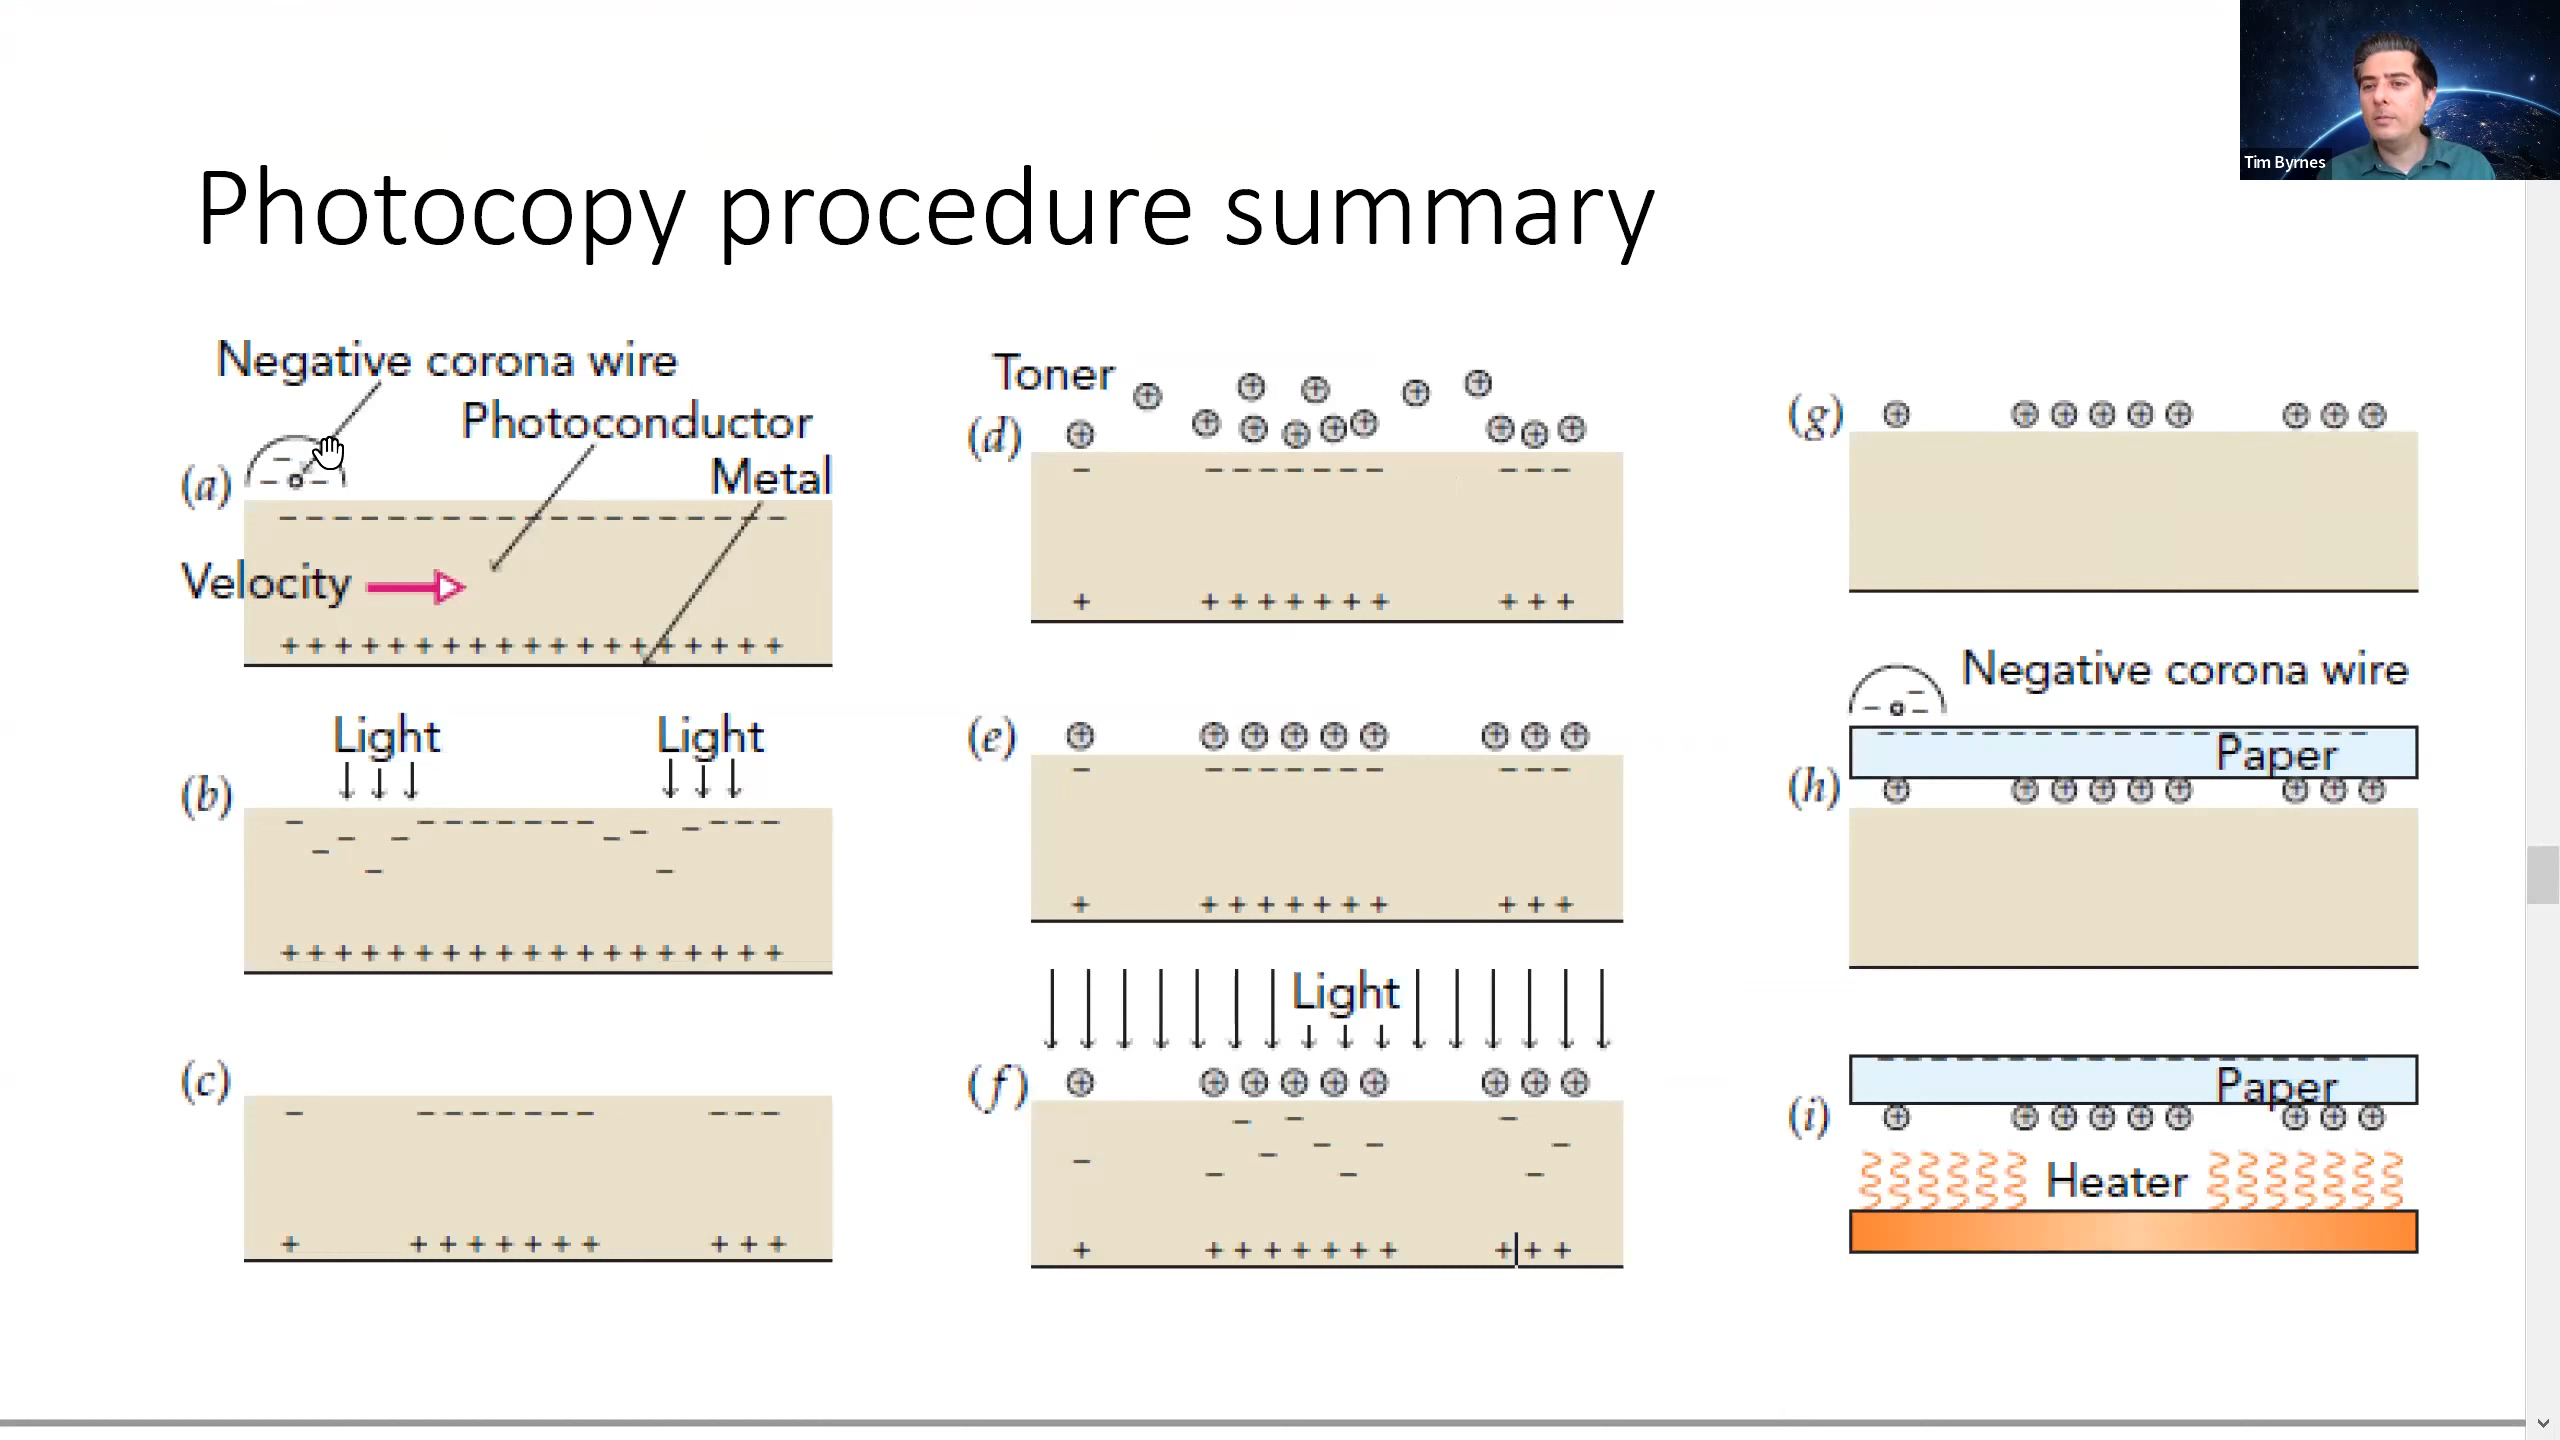 Tim Byrnes
Photocopy procedure summary
Negative corona wire
Photoconductor
Metal
(a)
Velocity
+ + + + + + + + + + + + + + + + + + +
Light Light
(b)
+ + + + + + + + + + + + + + + + + + +
(c)
+ + + + + + + + + + +
Toner
(d)
+ + + + + + + + + + +
(e)
+ + + + + + + + + + +
Light
(f)
+ + + + + + + + + + +
(g)
Negative corona wire
Paper
(h)
Paper
(i)
Heater